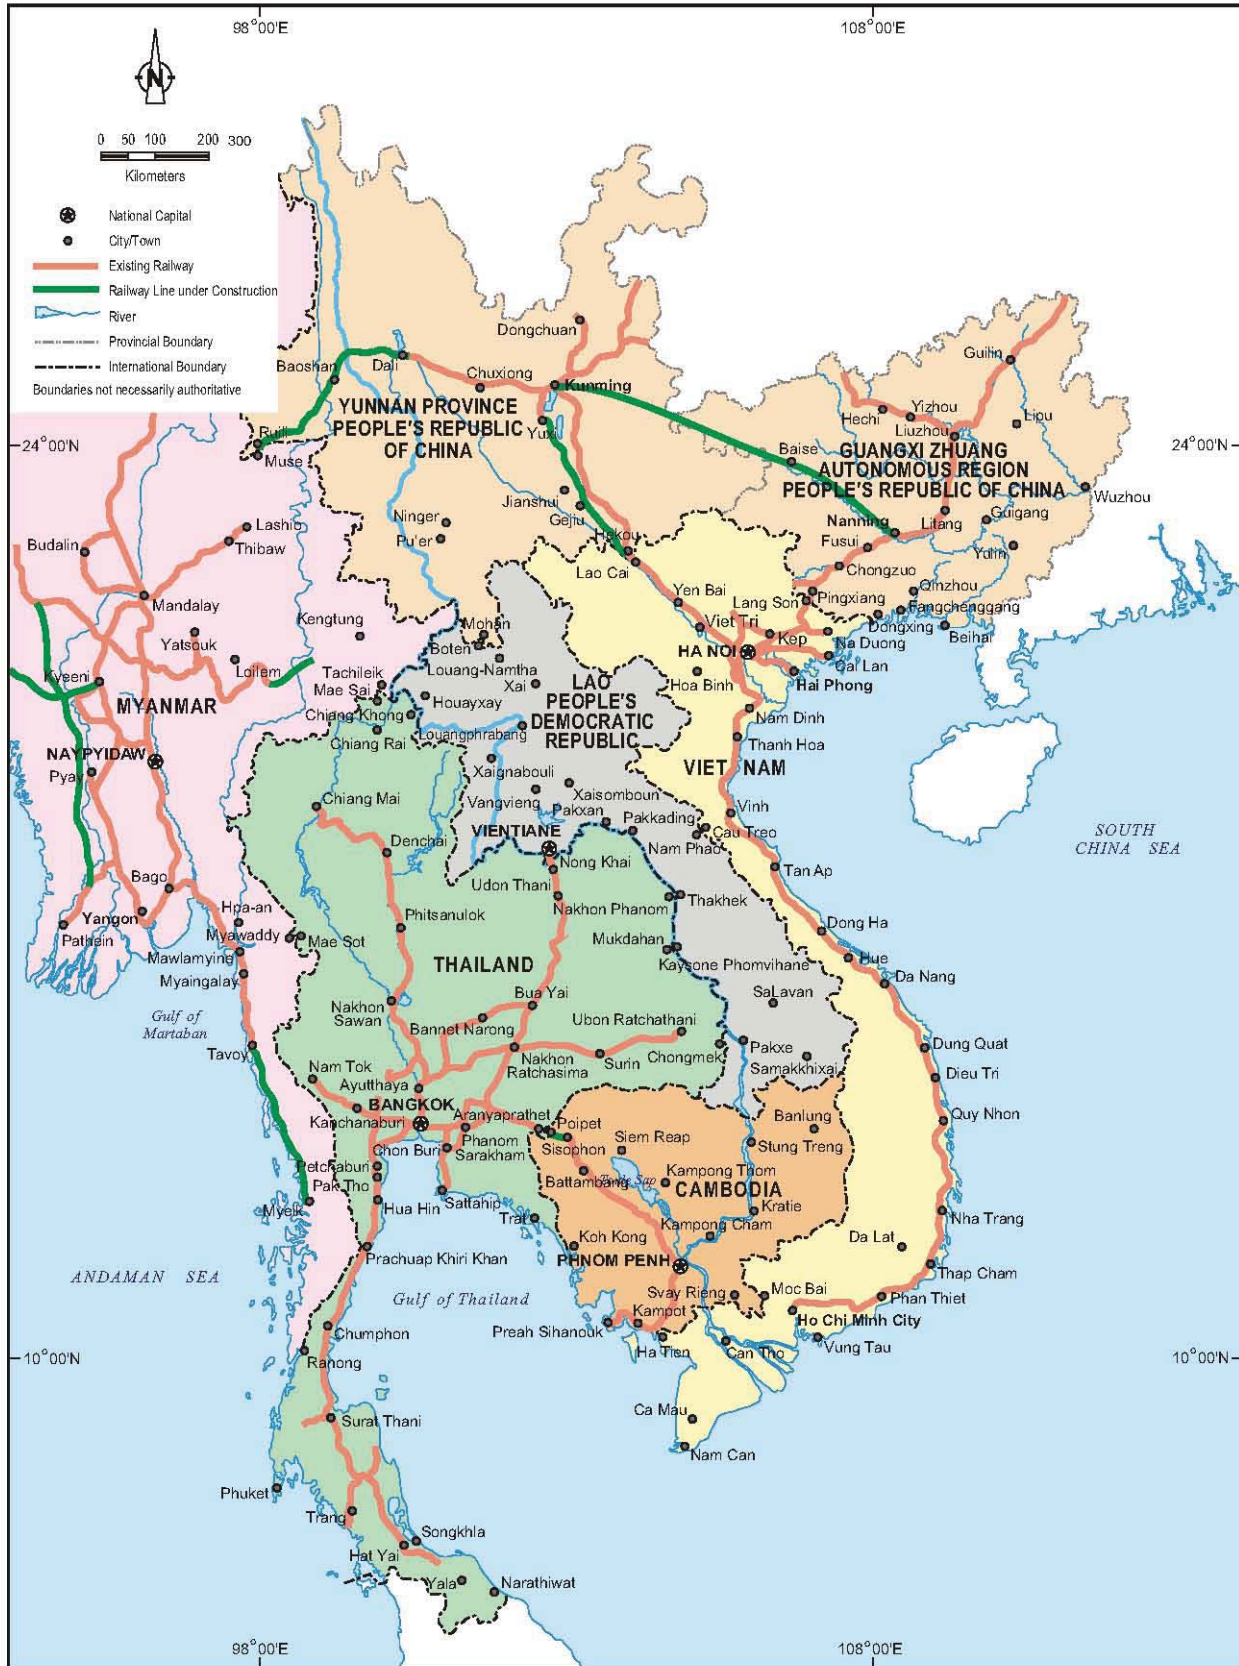 98°00'E
108°00'E
N
0 50 100 200 300
Kilometers
National Capital
City/Town
Existing Railway
Railway Line under Construction
River
Provincial Boundary
International Boundary
Boundaries not necessarily authoritative
Dongchuan
Guilin
Baoshan
Dali
Chuxiong
Kunming
YUNNAN PROVINCE
PEOPLE'S REPUBLIC
OF CHINA
Hechi
Yizhou
Lipu
Liuzhou
Yuxi
24°00'N
Ruili
Muse
Baise
GUANGXI ZHUANG
AUTONOMOUS REGION
PEOPLE'S REPUBLIC OF CHINA
24°00'N
Wuzhou
Jianshui
Gejiu
Ninger
Pu'er
Lashio
Thibaw
Budalin
Nanning
Litang
Guigang
Fusui
Yulin
Hekou
Lao Cai
Chongzuo
Mandalay
Yen Bai
Lang Son
Pingxiang
Qinzhou
Fangchenggang
Dongxing
Beihai
Kengtung
Yatsouk
Mohan
Boten
Viet Tri
Kep
Na Duong
HA NOI
Cai Lan
Loilem
Tachileik
Mae Sai
Louang-Namtha
Xai
Hoa Binh
Hai Phong
Kyseni
MYANMAR
Houayxay
LAO
PEOPLE'S
DEMOCRATIC
REPUBLIC
Chiang Khong
Chiang Rai
Louangphrabang
Nam Dinh
Thanh Hoa
NAYPYIDAW
Pyay
Xaignabouli
VIET NAM
Vangvieng
Xaisomboun
Chiang Mai
Pakxan
Pakkading
Vinh
Cau Treo
Nam Phao
VIENTIANE
Denchai
SOUTH
CHINA SEA
Nong Khai
Udon Thani
Tan Ap
Bago
Yangon
Pathein
Hpa-an
Nakhon Phanom
Thakhek
Phitsanulok
Myawaddy
Mae Sot
Dong Ha
Mawlamyine
Myaingalay
Mukdahan
Kaysone Phomvihane
Hue
THAILAND
Da Nang
Gulf of
Martaban
Nakhon
Sawan
Bua Yai
Bannet Narong
Ubon Ratchathani
SaLavan
Tavoy
Nakhon
Ratchasima
Surin
Chongmek
Pakxe
Samakkhixai
Dung Quat
Nam Tok
Ayutthaya
Dieu Tri
BANGKOK
Kanchanaburi
Aranyaprathet
Poipet
Banlung
Quy Nhon
Phanom
Sarakham
Sisophon
Siem Reap
Stung Treng
Chon Buri
Petchaburi
Pak Tho
Battambang
Tonle Sap
Kampong Thom
CAMBODIA
Myeik
Hua Hin
Sattahip
Trat
Kratie
Nha Trang
Kampong Cham
Koh Kong
Da Lat
Prachuap Khiri Khan
PHNOM PENH
Thap Cham
ANDAMAN SEA
Gulf of Thailand
Svay Rieng
Moc Bai
Phan Thiet
Chumphon
Preah Sihanouk
Kampot
Ho Chi Minh City
Ha Tien
Can Tho
Vung Tau
10°00'N
Ranong
10°00'N
Surat Thani
Ca Mau
Nam Can
Phuket
Trang
Songkhla
Hat Yai
Yala
Narathiwat
98°00'E
108°00'E